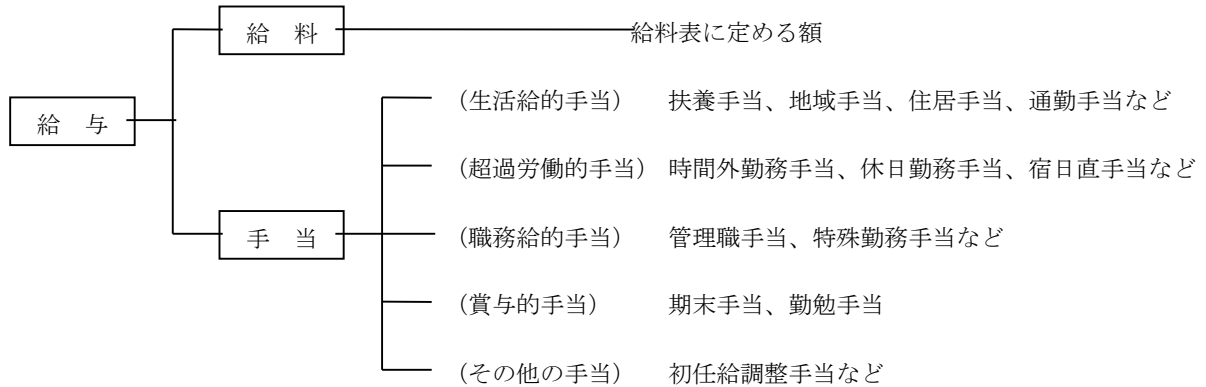 給 料 給料表に定める額
(生活給的手当) 扶養手当、地域手当、住居手当、通勤手当など
給 与
(超過労働的手当) 時間外勤務手当、休日勤務手当、宿日直手当など
手 当 (職務給的手当) 管理職手当、特殊勤務手当など
(賞与的手当) 期末手当、勤勉手当
(その他の手当) 初任給調整手当など